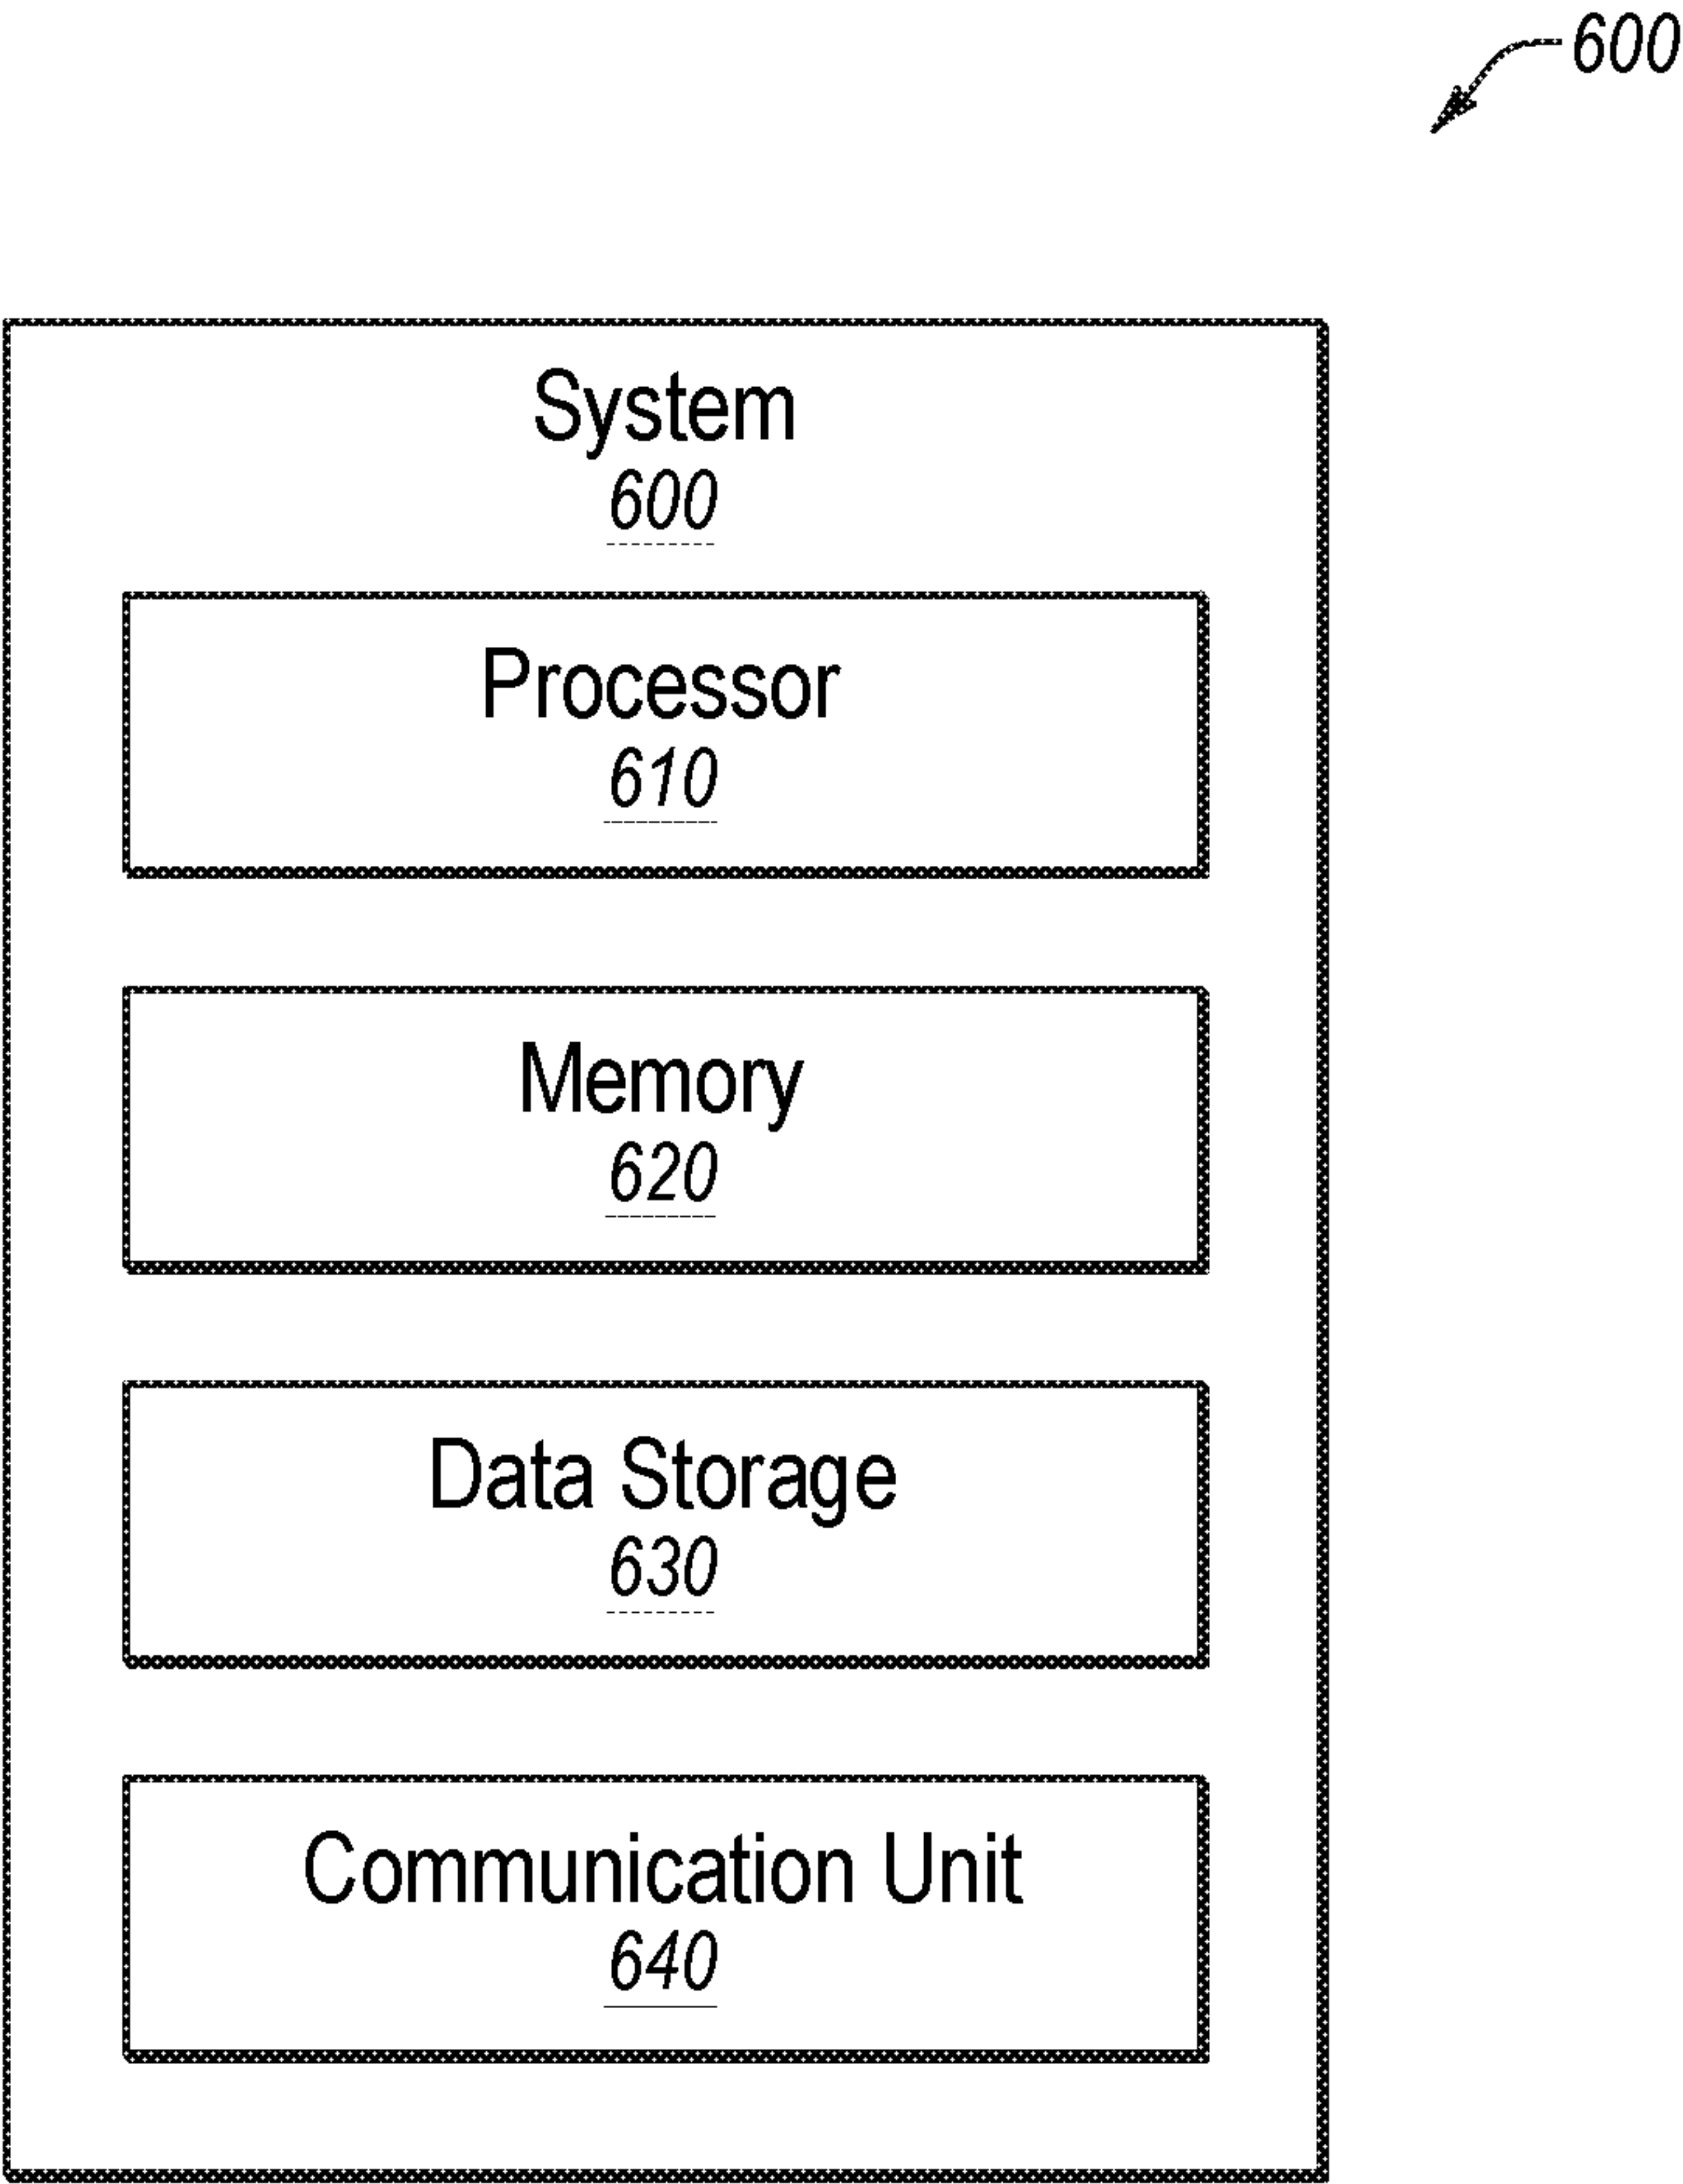 600
System
600
Processor
610
Memory
620
Data Storage
630
Communication Unit
640